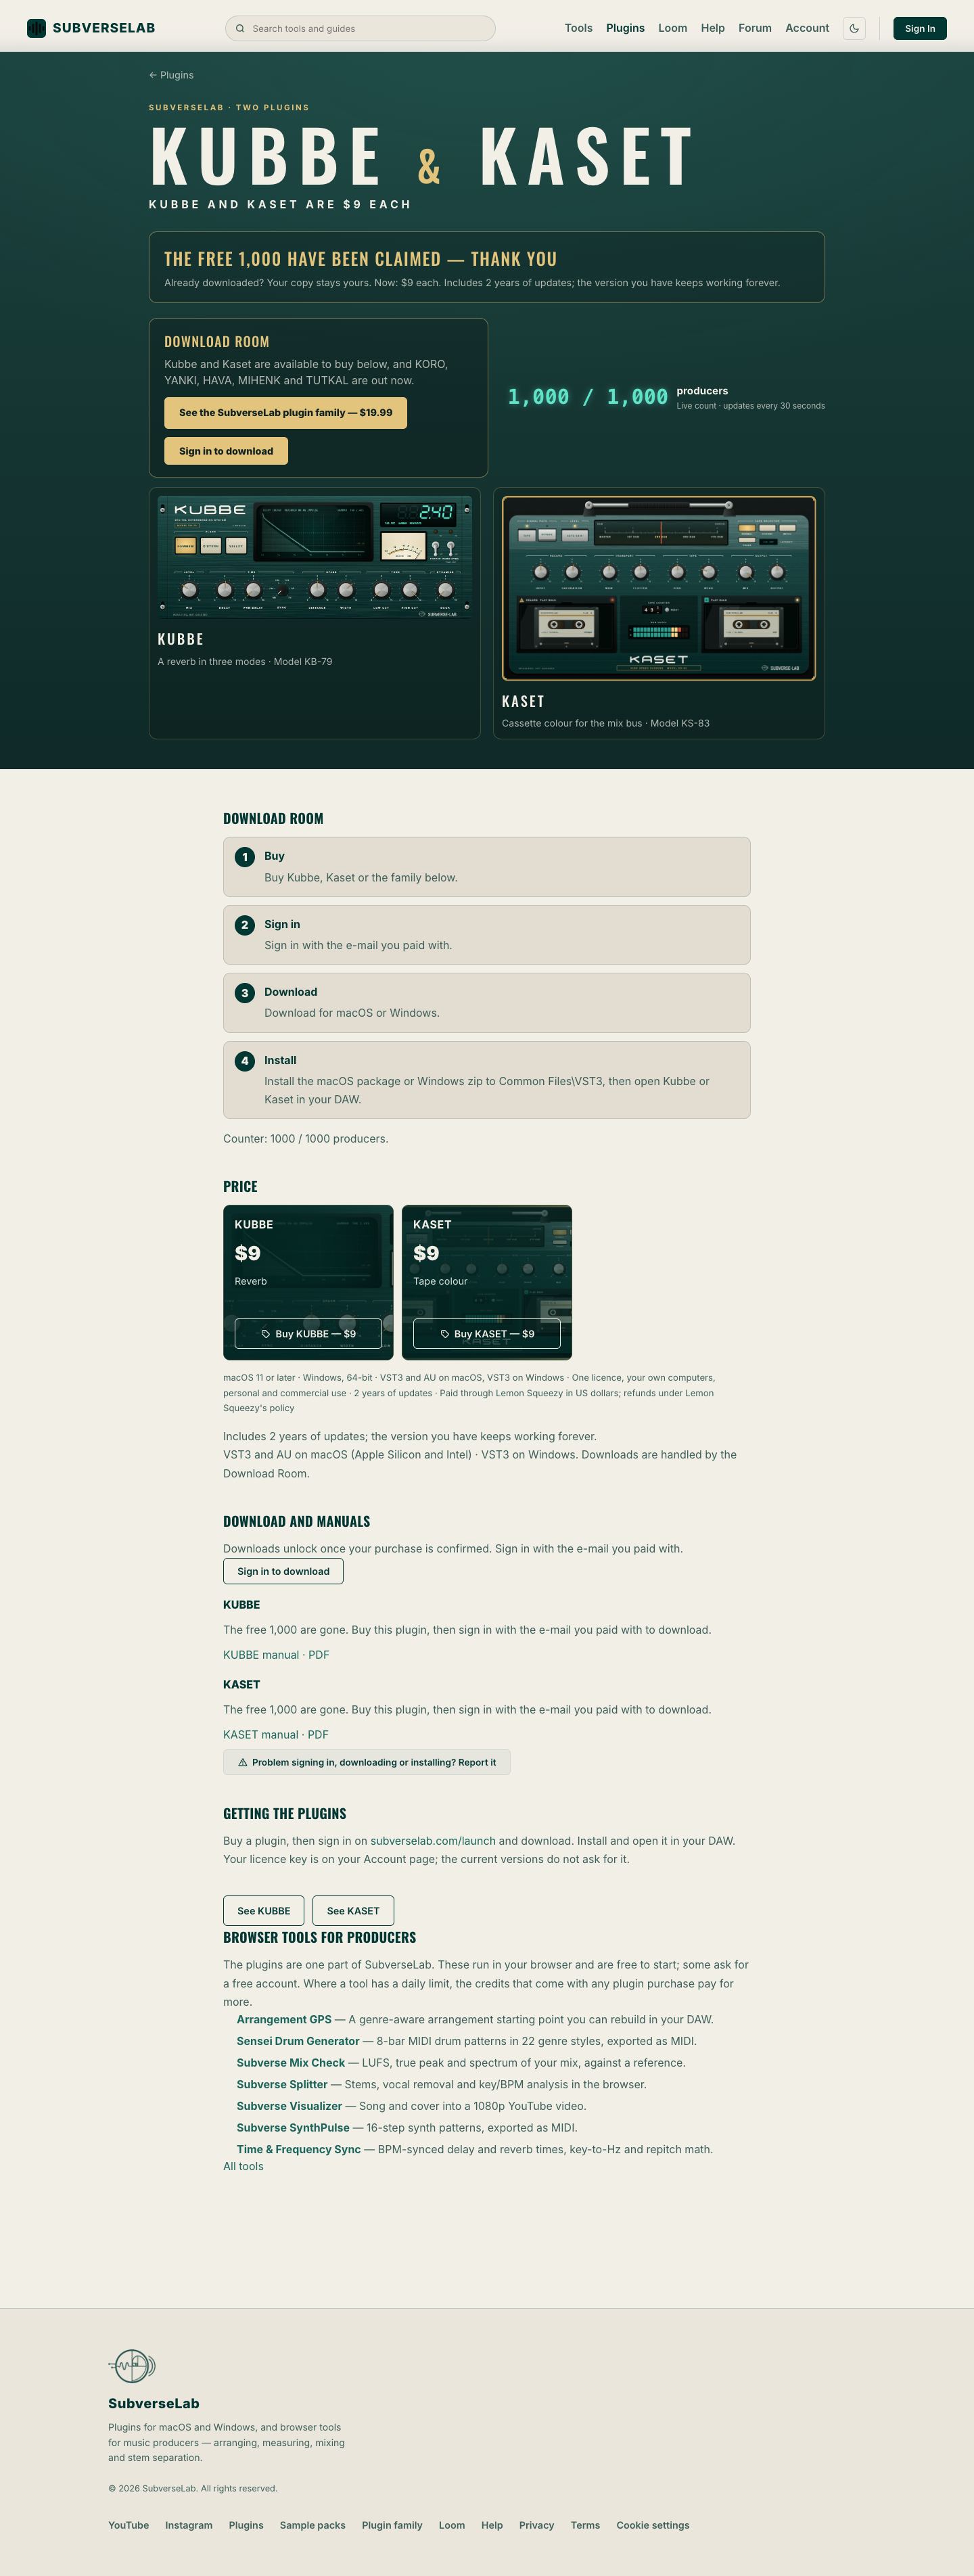 SUBVERSELAB
Search tools and guides
Tools
Plugins
Loom
Help
Forum
Account
Sign In
← Plugins
SUBVERSELAB · TWO PLUGINS
KUBBE & KASET
KUBBE AND KASET ARE $9 EACH
THE FREE 1,000 HAVE BEEN CLAIMED — THANK YOU
Already downloaded? Your copy stays yours. Now: $9 each. Includes 2 years of updates; the version you have keeps working forever.
DOWNLOAD ROOM
Kubbe and Kaset are available to buy below, and KORO,
YANKI, HAVA, MIHENK and TUTKAL are out now.
See the SubverseLab plugin family — $19.99
Sign in to download
1,000 / 1,000
producers
Live count · updates every 30 seconds
KUBBE
240
KUBBE
A reverb in three modes · Model KB-79
KASET
SUBVERSE-LAB
KASET
Cassette colour for the mix bus · Model KS-83
DOWNLOAD ROOM
1
Buy
Buy Kubbe, Kaset or the family below.
2
Sign in
Sign in with the e-mail you paid with.
3
Download
Download for macOS or Windows.
4
Install
Install the macOS package or Windows zip to Common Files\VST3, then open Kubbe or
Kaset in your DAW.
Counter: 1000 / 1000 producers.
PRICE
KUBBE
$9
Reverb
Buy KUBBE — $9
KASET
$9
Tape colour
Buy KASET — $9
macOS 11 or later · Windows, 64-bit · VST3 and AU on macOS, VST3 on Windows · One licence, your own computers,
personal and commercial use · 2 years of updates · Paid through Lemon Squeezy in US dollars; refunds under Lemon
Squeezy's policy
Includes 2 years of updates; the version you have keeps working forever.
VST3 and AU on macOS (Apple Silicon and Intel) · VST3 on Windows. Downloads are handled by the
Download Room.
DOWNLOAD AND MANUALS
Downloads unlock once your purchase is confirmed. Sign in with the e-mail you paid with.
Sign in to download
KUBBE
The free 1,000 are gone. Buy this plugin, then sign in with the e-mail you paid with to download.
KUBBE manual · PDF
KASET
The free 1,000 are gone. Buy this plugin, then sign in with the e-mail you paid with to download.
KASET manual · PDF
Problem signing in, downloading or installing? Report it
GETTING THE PLUGINS
Buy a plugin, then sign in on subverselab.com/launch and download. Install and open it in your DAW.
Your licence key is on your Account page; the current versions do not ask for it.
See KUBBE
See KASET
BROWSER TOOLS FOR PRODUCERS
The plugins are one part of SubverseLab. These run in your browser and are free to start; some ask for
a free account. Where a tool has a daily limit, the credits that come with any plugin purchase pay for
more.
Arrangement GPS — A genre-aware arrangement starting point you can rebuild in your DAW.
Sensei Drum Generator — 8-bar MIDI drum patterns in 22 genre styles, exported as MIDI.
Subverse Mix Check — LUFS, true peak and spectrum of your mix, against a reference.
Subverse Splitter — Stems, vocal removal and key/BPM analysis in the browser.
Subverse Visualizer — Song and cover into a 1080p YouTube video.
Subverse SynthPulse — 16-step synth patterns, exported as MIDI.
Time & Frequency Sync — BPM-synced delay and reverb times, key-to-Hz and repitch math.
All tools
SubverseLab
Plugins for macOS and Windows, and browser tools
for music producers — arranging, measuring, mixing
and stem separation.
© 2026 SubverseLab. All rights reserved.
YouTube
Instagram
Plugins
Sample packs
Plugin family
Loom
Help
Privacy
Terms
Cookie settings